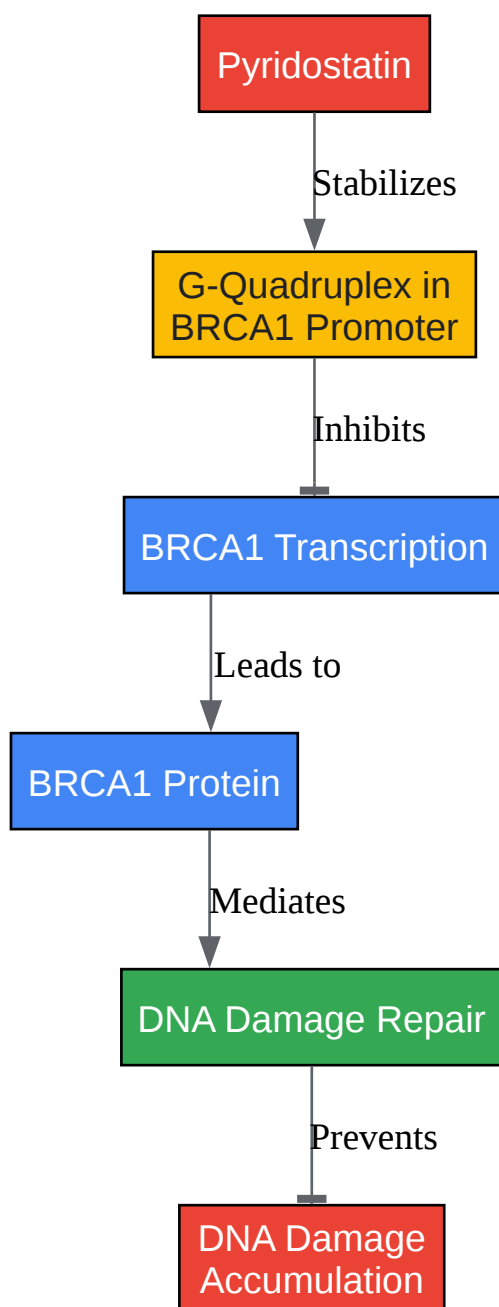 Pyridostatin
Stabilizes
G-Quadruplex in
BRCA1 Promoter
Inhibits
BRCA1 Transcription
Leads to
BRCA1 Protein
Mediates
DNA Damage Repair
Prevents
DNA Damage
Accumulation